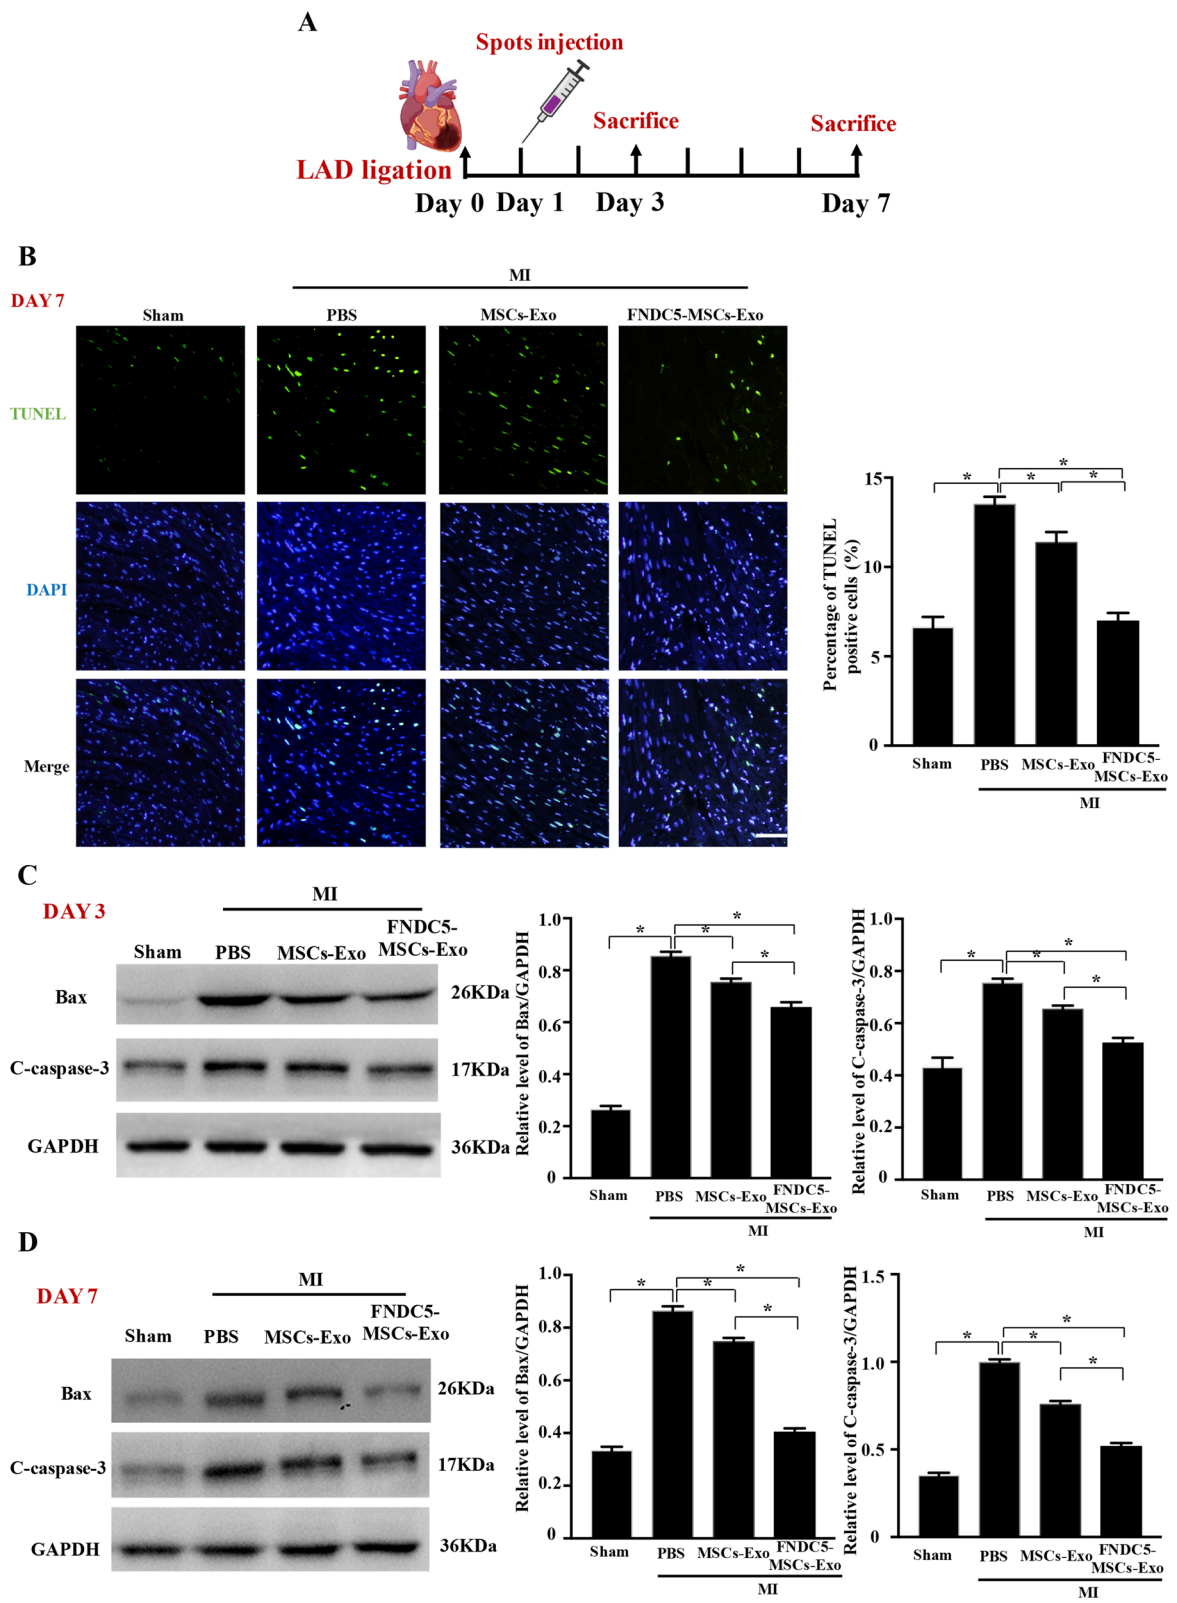 A
Spots injection
Sacrifice
Sacrifice
LAD ligation
Day 0 Day 1 Day 3 Day 7
B
MI
DAY 7
Sham PBS MSCs-Exo FNDC5-MSCs-Exo
TUNEL
DAPI
Merge
Percentage of TUNEL
positive cells (%)
15
10
5
0
* * * *
Sham PBS MSCs-Exo FNDC5-
MSCs-Exo
MI
C
DAY 3
MI
Sham PBS MSCs-Exo FNDC5-
MSCs-Exo
Bax 26KDa
C-caspase-3 17KDa
GAPDH 36KDa
Relative level of Bax/GAPDH
1.0
0.8
0.6
0.4
0.2
0
* * * *
Sham PBS MSCs-Exo FNDC5-
MSCs-Exo
MI
Relative level of C-caspase-3/GAPDH
1.0
0.8
0.6
0.4
0.2
0
* * * *
Sham PBS MSCs-Exo FNDC5-
MSCs-Exo
MI
D
DAY 7
MI
Sham PBS MSCs-Exo FNDC5-
MSCs-Exo
Bax 26KDa
C-caspase-3 17KDa
GAPDH 36KDa
Relative level of Bax/GAPDH
1.0
0.8
0.6
0.4
0.2
0
* * * *
Sham PBS MSCs-Exo FNDC5-
MSCs-Exo
MI
Relative level of C-caspase-3/GAPDH
1.5
1.0
0.5
0
* * * *
Sham PBS MSCs-Exo FNDC5-
MSCs-Exo
MI